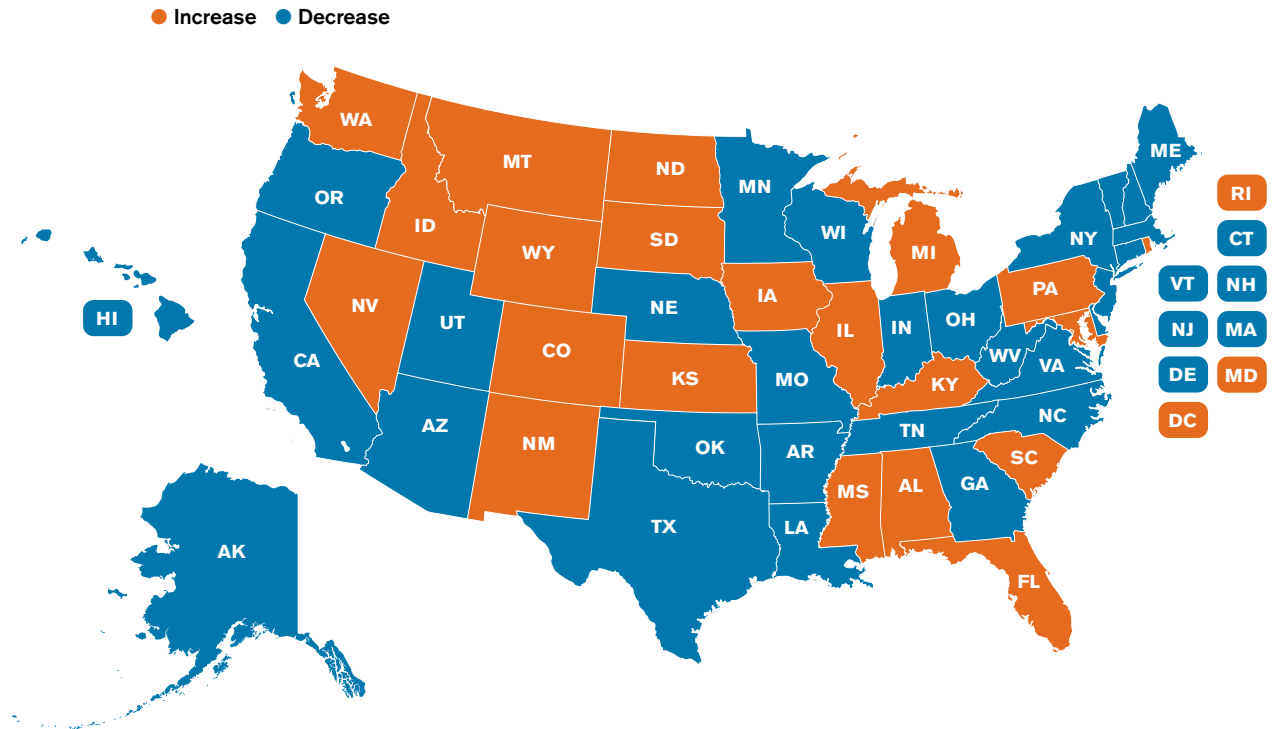 Increase Decrease
WA
MT
ND
MN
ME
OR
ID
SD
WI
NY
RI
WY
MI
CT
NV
NE
IA
PA
VT
NH
HI
UT
IL
IN
OH
NJ
MA
CA
CO
KS
MO
KY
WV
VA
DE
MD
AZ
NM
OK
AR
TN
NC
DC
SC
MS
AL
GA
TX
LA
AK
FL